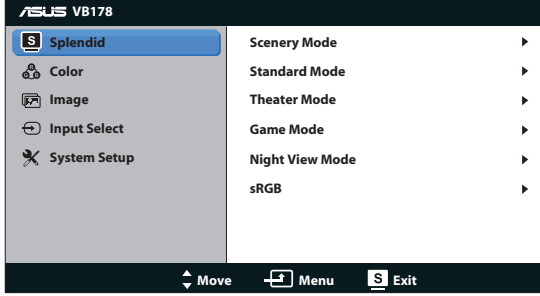 ASUS VB178
S Splendid
Color
Image
Input Select
System Setup
Scenery Mode
Standard Mode
Theater Mode
Game Mode
Night View Mode
sRGB
Move Menu S Exit